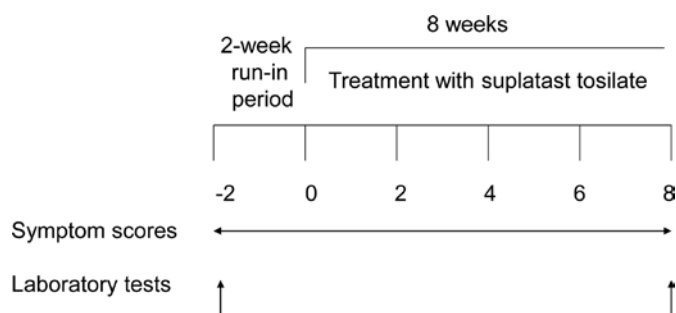 8 weeks
2-week
run-in
period
Treatment with suplatast tosilate
-2 0 2 4 6 8
Symptom scores
Laboratory tests